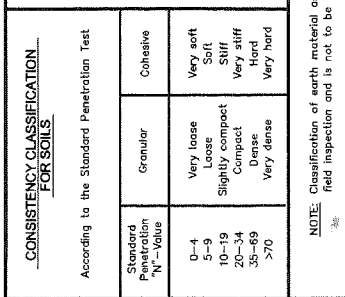 CONSISTENCY CLASSIFICATION
FOR SOILS
According to the Standard Penetration Test
Standard
Penetration
"N"-Value
Granular
Cohesive
0-4 Very loose Very soft
5-9 Loose Soft
10-19 Slightly compact Stiff
20-34 Compact Very stiff
35-69 Dense Hard
>70 Very dense Very hard
NOTE: Classification of earth material
field inspection and is not to be